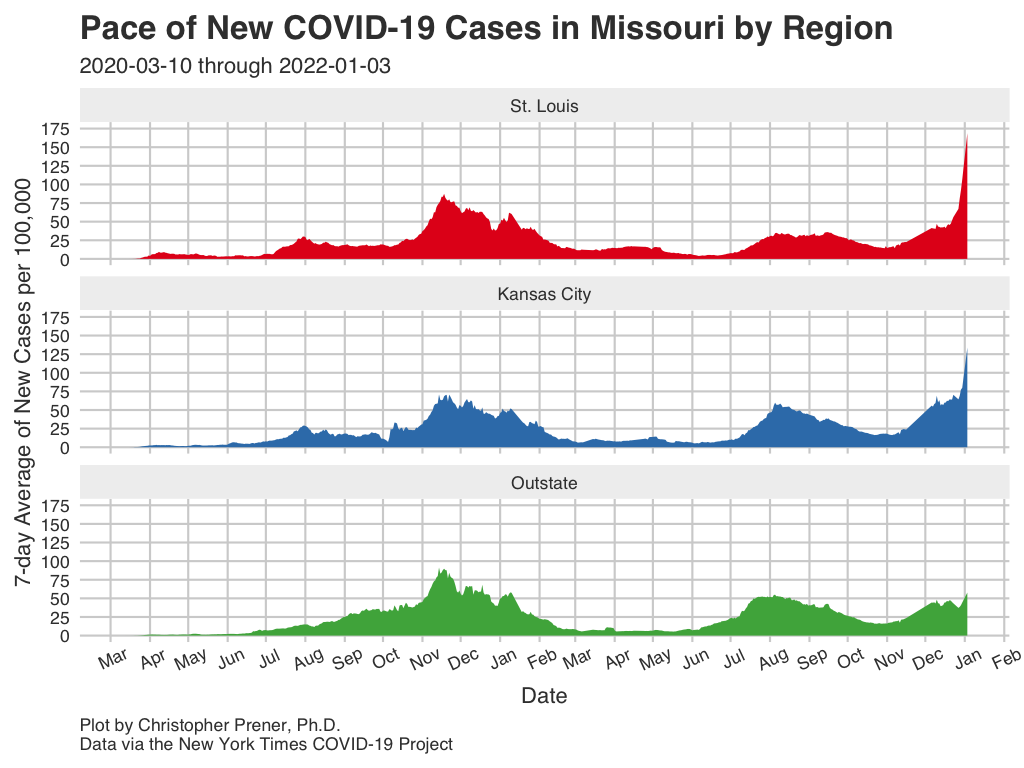 Pace of New COVID-19 Cases in Missouri by Region
2020-03-10 through 2022-01-03
7-day Average of New Cases per 100,000
St. Louis
175
150
125
100
75
50
25
0
Kansas City
175
150
125
100
75
50
25
0
Outstate
175
150
125
100
75
50
25
0
Mar Apr May Jun Jul Aug Sep Oct Nov Dec Jan Feb Mar Apr May Jun Jul Aug Sep Oct Nov Dec Jan Feb
Date
Plot by Christopher Prener, Ph.D.
Data via the New York Times COVID-19 Project